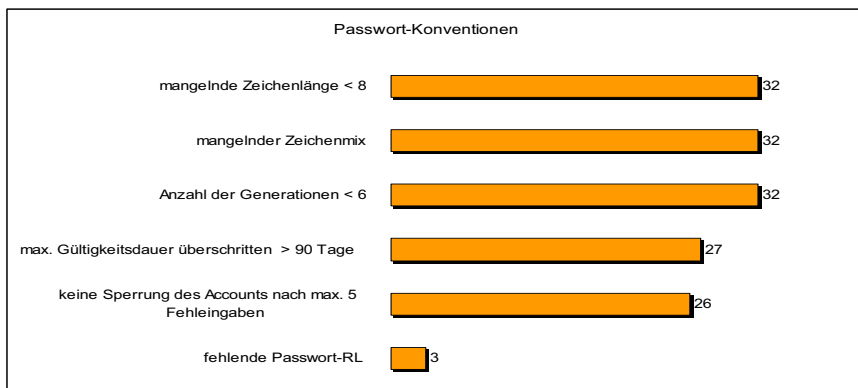 Passwort-Konventionen
mangelnde Zeichenlänge < 8
32
mangelnder Zeichenmix
32
Anzahl der Generationen < 6
32
max. Gültigkeitsdauer überschritten > 90 Tage
27
keine Sperrung des Accounts nach max. 5
Fehleingaben
26
fehlende Passwort-RL
3